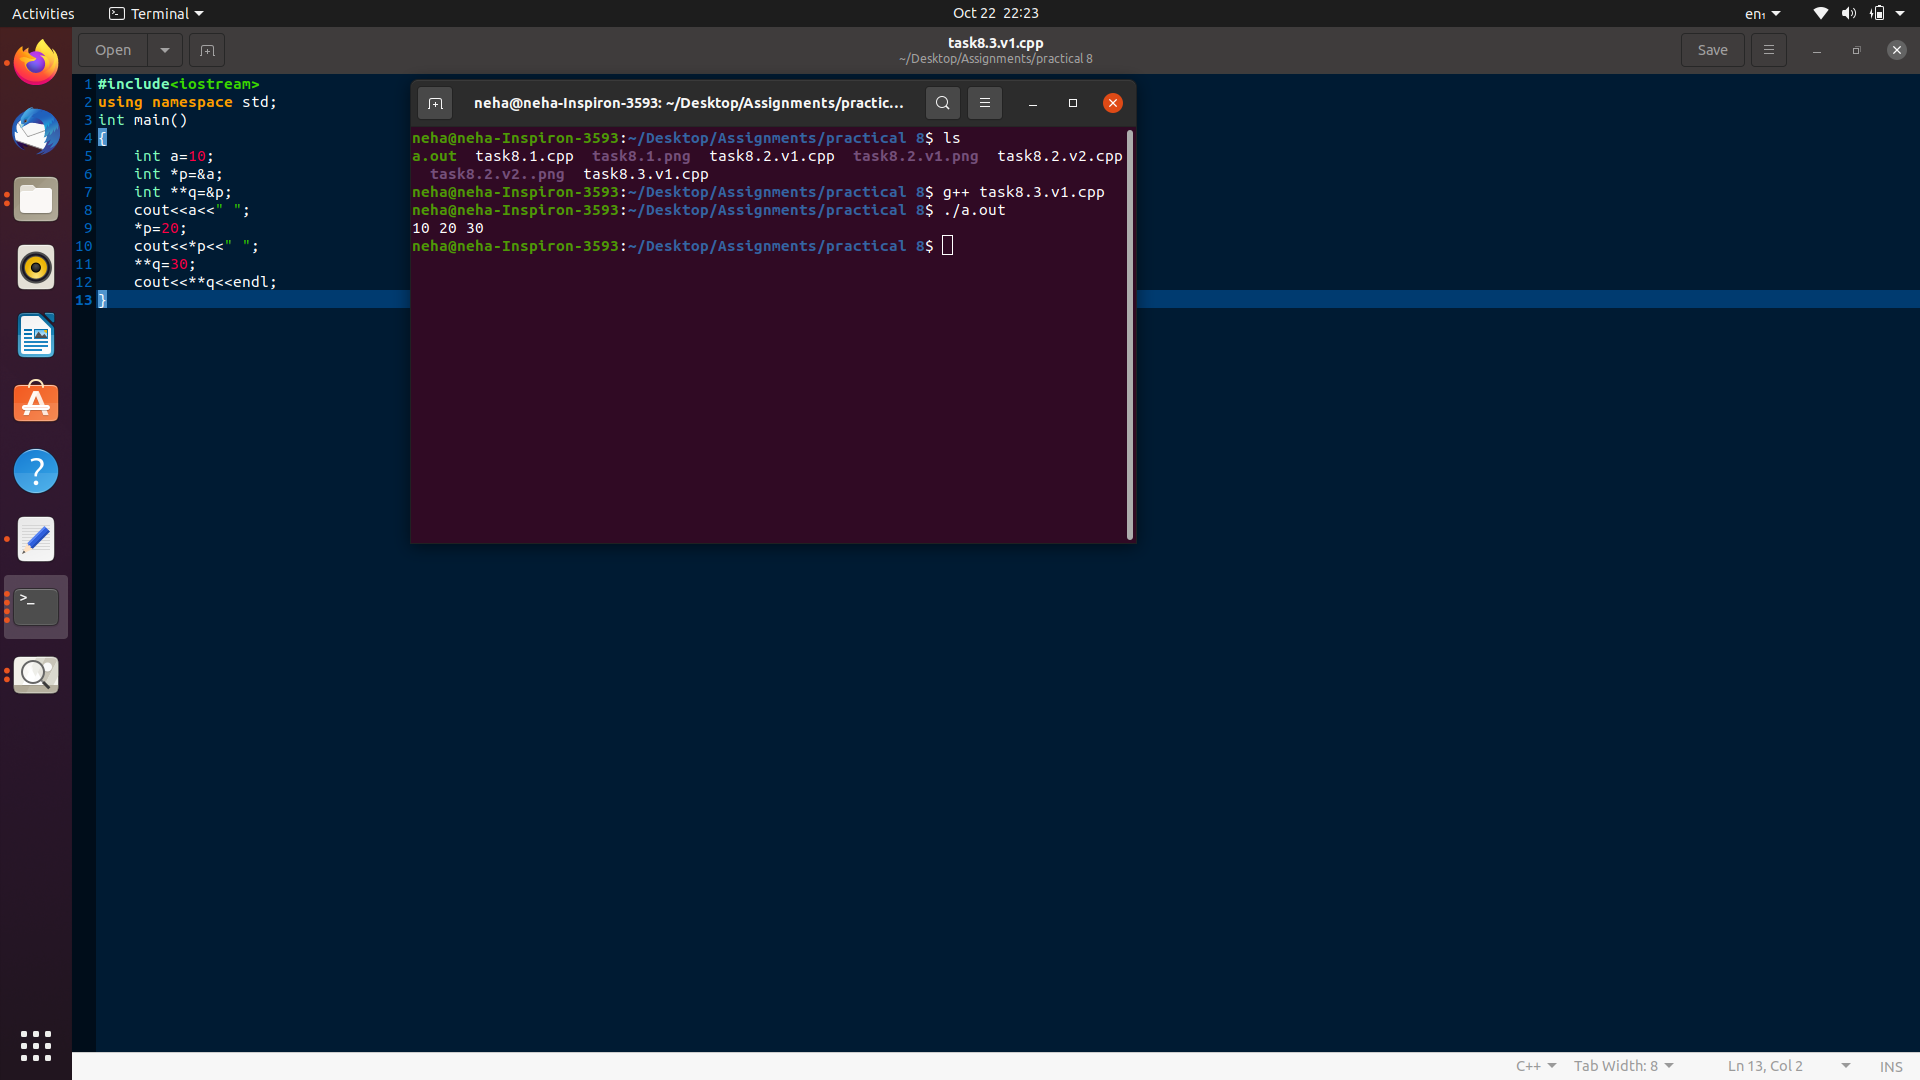 Activities
Terminal
Oct 22 22:23
en₁
Open
task8.3.v1.cpp
~/Desktop/Assignments/practical 8
Save
1 #include<iostream>
2 using namespace std;
3 int main()
4 {
5 int a=10;
6 int *p=&a;
7 int **q=&p;
8 cout<<a<<" ";
9 *p=20;
10 cout<<*p<<" ";
11 **q=30;
12 cout<<**q<<endl;
13 }
neha@neha-Inspiron-3593: ~/Desktop/Assignments/practic...
neha@neha-Inspiron-3593:~/Desktop/Assignments/practical 8$ ls
a.out task8.1.cpp task8.1.png task8.2.v1.cpp task8.2.v1.png task8.2.v2.cpp
task8.2.v2..png task8.3.v1.cpp
neha@neha-Inspiron-3593:~/Desktop/Assignments/practical 8$ g++ task8.3.v1.cpp
neha@neha-Inspiron-3593:~/Desktop/Assignments/practical 8$ ./a.out
10 20 30
neha@neha-Inspiron-3593:~/Desktop/Assignments/practical 8$
C++
Tab Width: 8
Ln 13, Col 2
INS